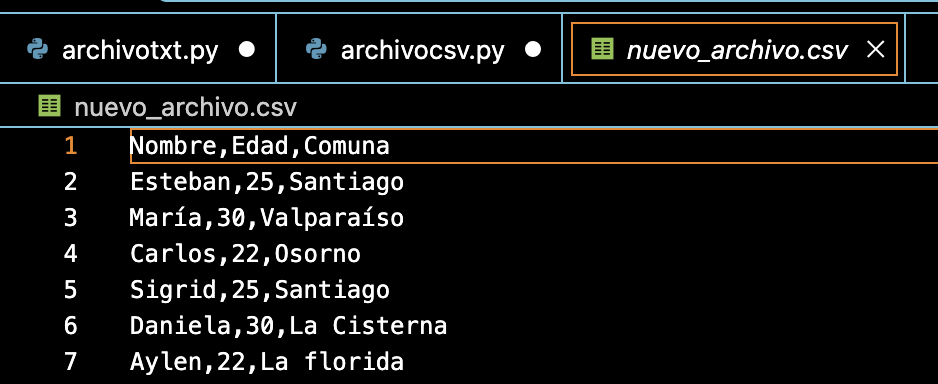 archivotxt.py archivocsv.py nuevo_archivo.csv
nuevo_archivo.csv
1 Nombre,Edad,Comuna
2 Esteban,25,Santiago
3 María,30,Valparaíso
4 Carlos,22,Osorno
5 Sigrid,25,Santiago
6 Daniela,30,La Cisterna
7 Aylen,22,La florida